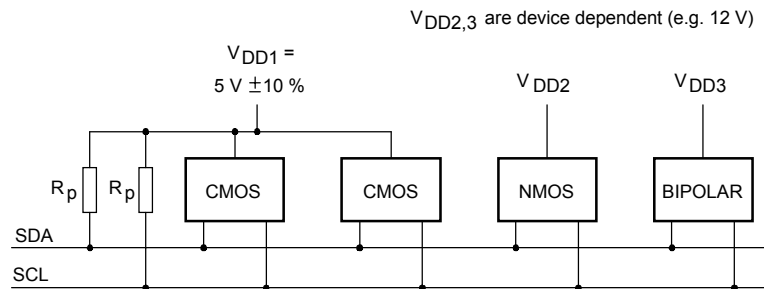 VDD2,3 are device dependent (e.g. 12 V)
VDD1 =
5 V ±10 %
VDD2
VDD3
Rp
Rp
CMOS
CMOS
NMOS
BIPOLAR
SDA
SCL